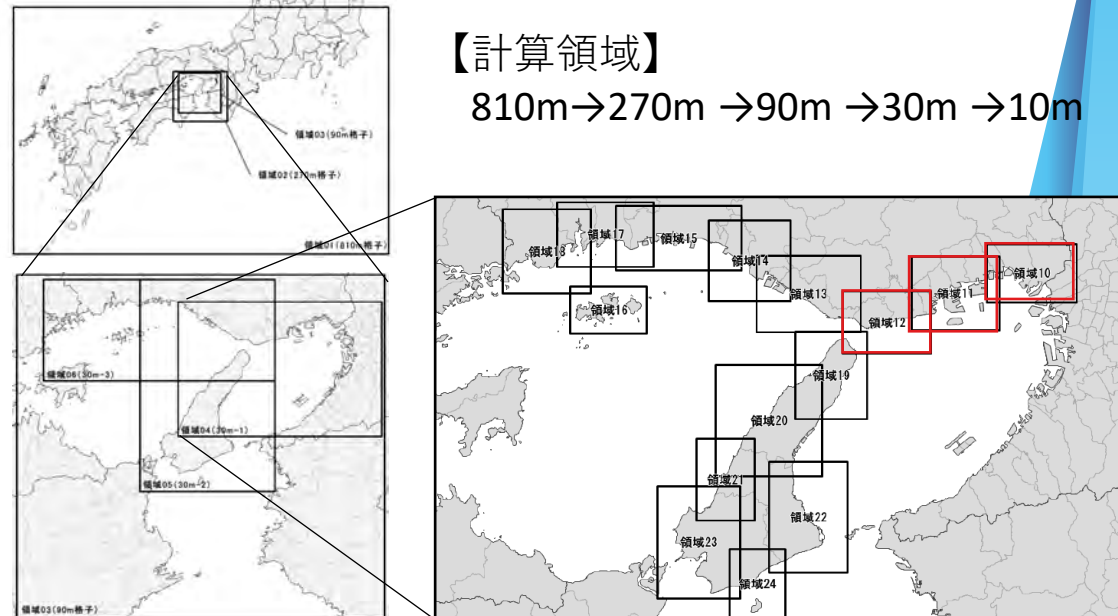 【計算領域】
810m→270m →90m →30m →10m
領域03(90m格子)
領域02(270m格子)
領域01(810m格子)
領域06(30m-3)
領域04(30m-1)
領域05(30m-2)
領域03(90m格子)
領域18
領域17
領域15
領域14
領域13
領域16
領域12
領域11
領域10
領域19
領域20
領域21
領域22
領域23
領域24